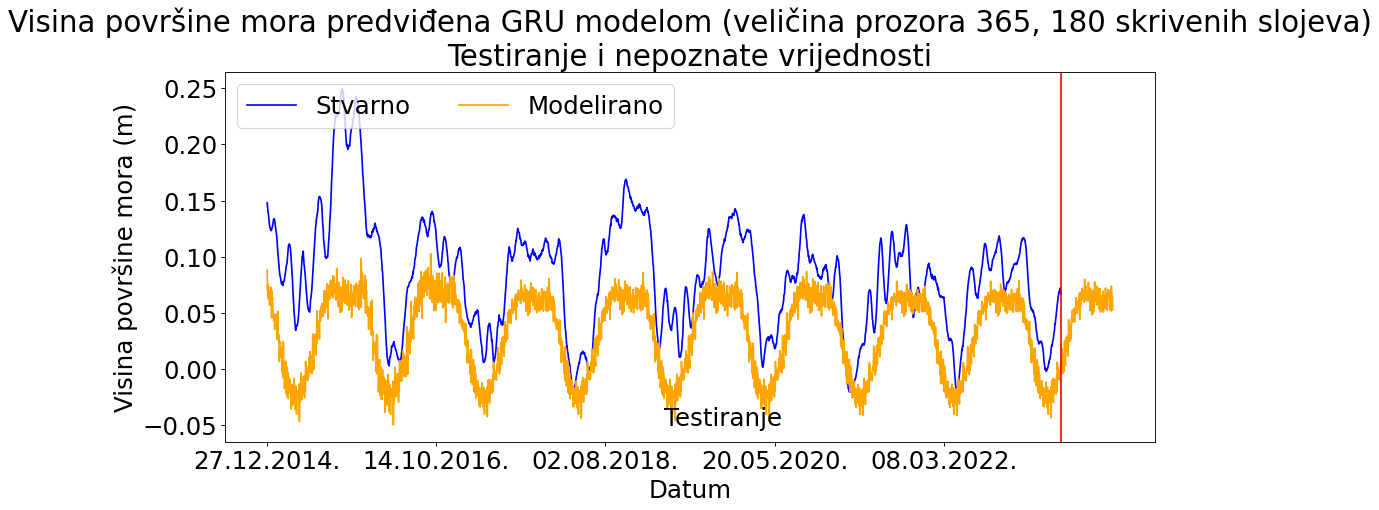 Visina površine mora predviđena GRU modelom (veličina prozora 365, 180 skrivenih slojeva)
Testiranje i nepoznate vrijednosti
Stvarno
Modelirano
Visina površine mora (m)
0.25
0.20
0.15
0.10
0.05
0.00
−0.05
Testiranje
27.12.2014.
14.10.2016.
02.08.2018.
20.05.2020.
08.03.2022.
Datum